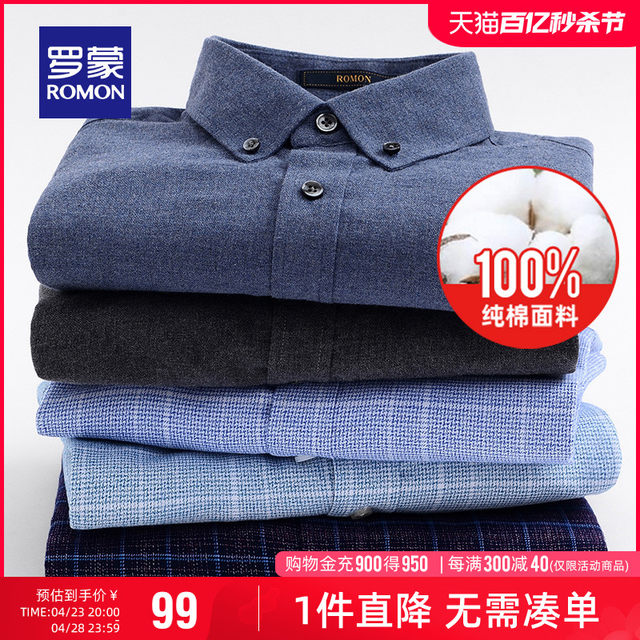 天猫百亿秒杀节
罗蒙
ROMON
ROMON
100%
纯棉面料
购物金充900得950 | 每满300减40(仅限活动商品)
预估到手价¥
TIME:04/23 20:00
04/28 23:59
99
1件直降 无需凑单